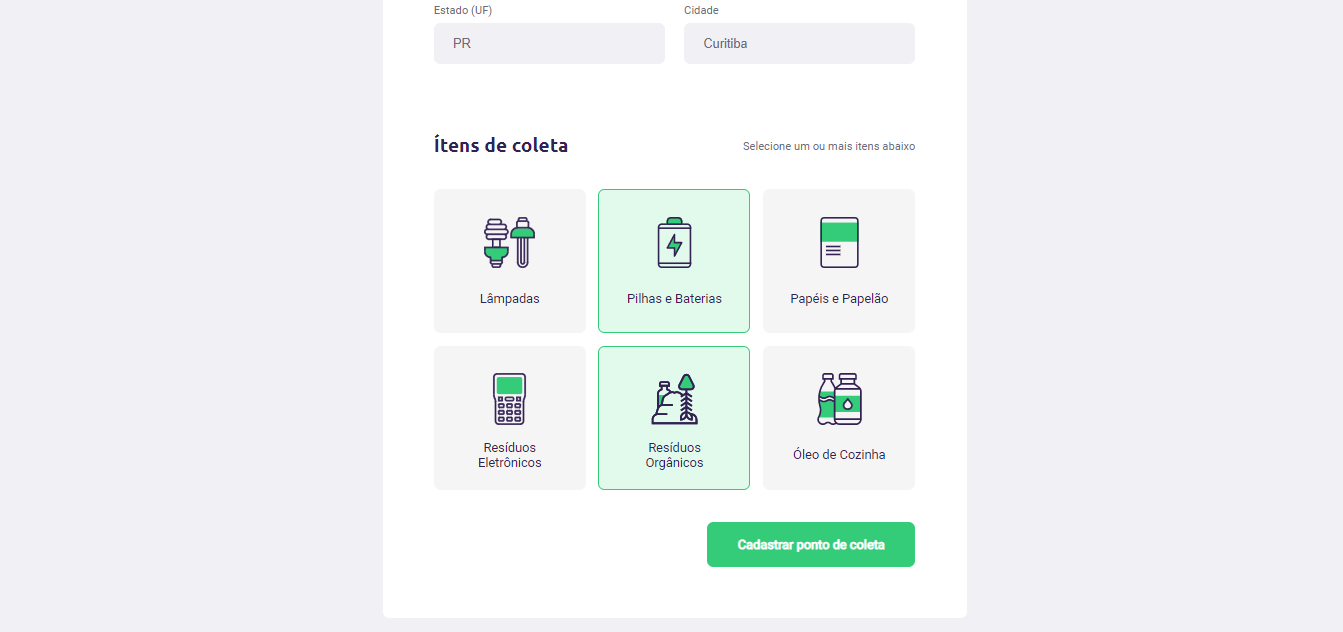 Estado (UF) Cidade
PR Curitiba
Ítens de coleta Selecione um ou mais itens abaixo
Lâmpadas Pilhas e Baterias Papéis e Papelão
Resíduos
Eletrônicos
Resíduos
Orgânicos
Óleo de Cozinha
Cadastrar ponto de coleta